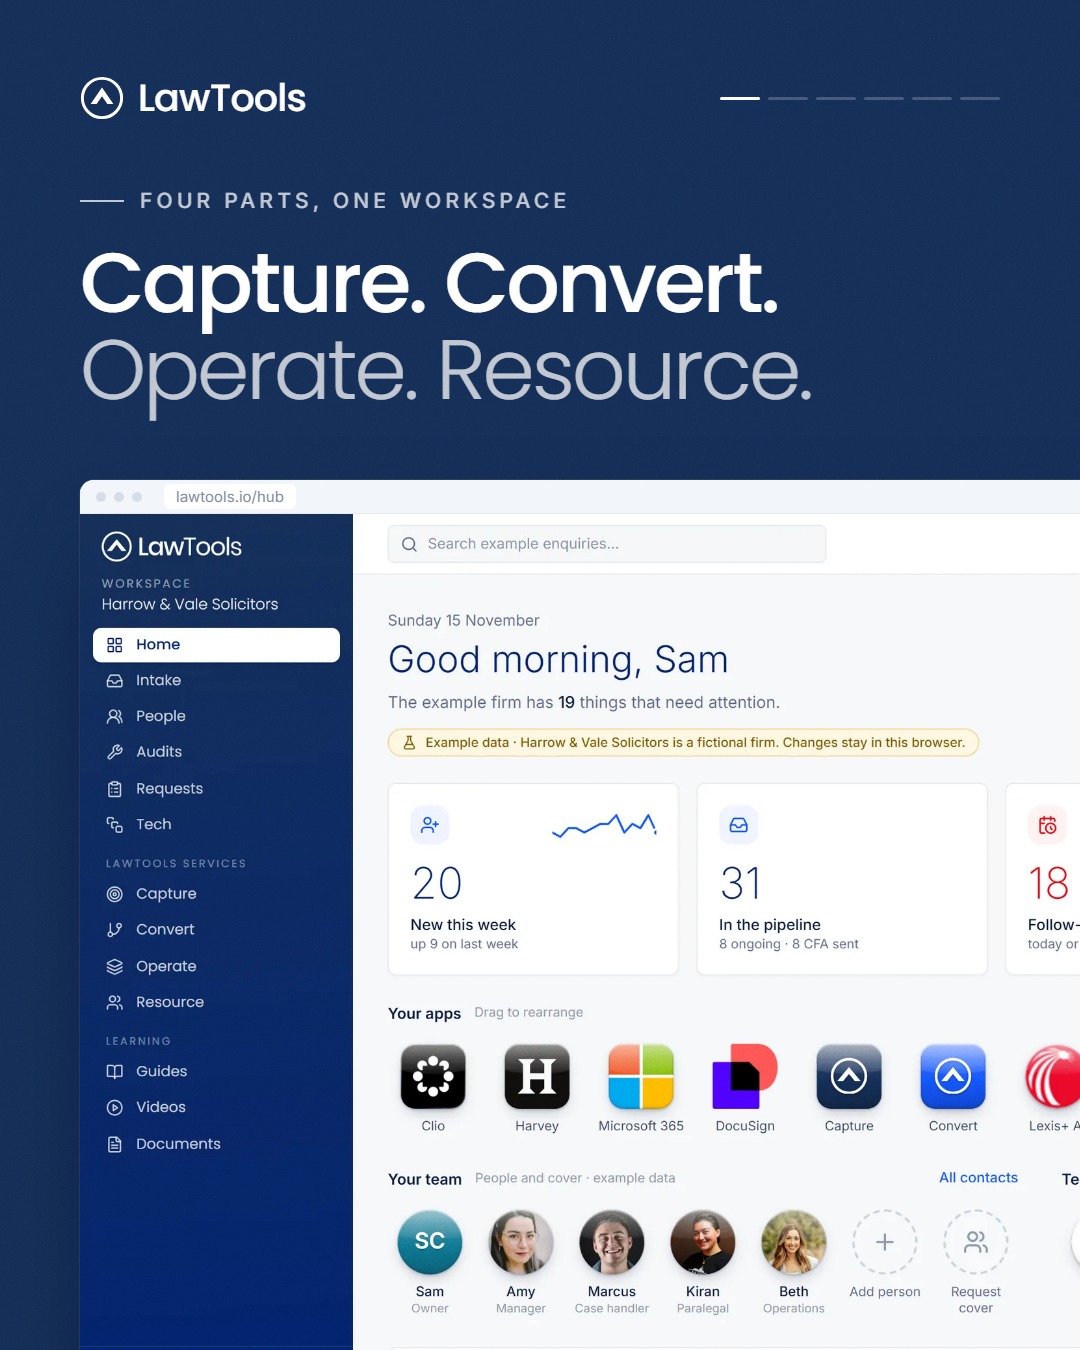 LawTools
FOUR PARTS, ONE WORKSPACE
Capture. Convert.
Operate. Resource.
lawtools.io/hub
LawTools
WORKSPACE
Harrow & Vale Solicitors
Home
Intake
People
Audits
Requests
Tech
LAWTOOLS SERVICES
Capture
Convert
Operate
Resource
LEARNING
Guides
Videos
Documents
Search example enquiries...
Sunday 15 November
Good morning, Sam
The example firm has 19 things that need attention.
Example data · Harrow & Vale Solicitors is a fictional firm. Changes stay in this browser.
20
New this week
up 9 on last week
31
In the pipeline
8 ongoing · 8 CFA sent
18
Follow-
today or
Your apps Drag to rearrange
H
Clio
Harvey
Microsoft 365
DocuSign
Capture
Convert
Lexis+ A
Your team People and cover · example data
All contacts
Te
SC
Sam
Owner
Amy
Manager
Marcus
Case handler
Kiran
Paralegal
Beth
Operations
Add person
Request
cover